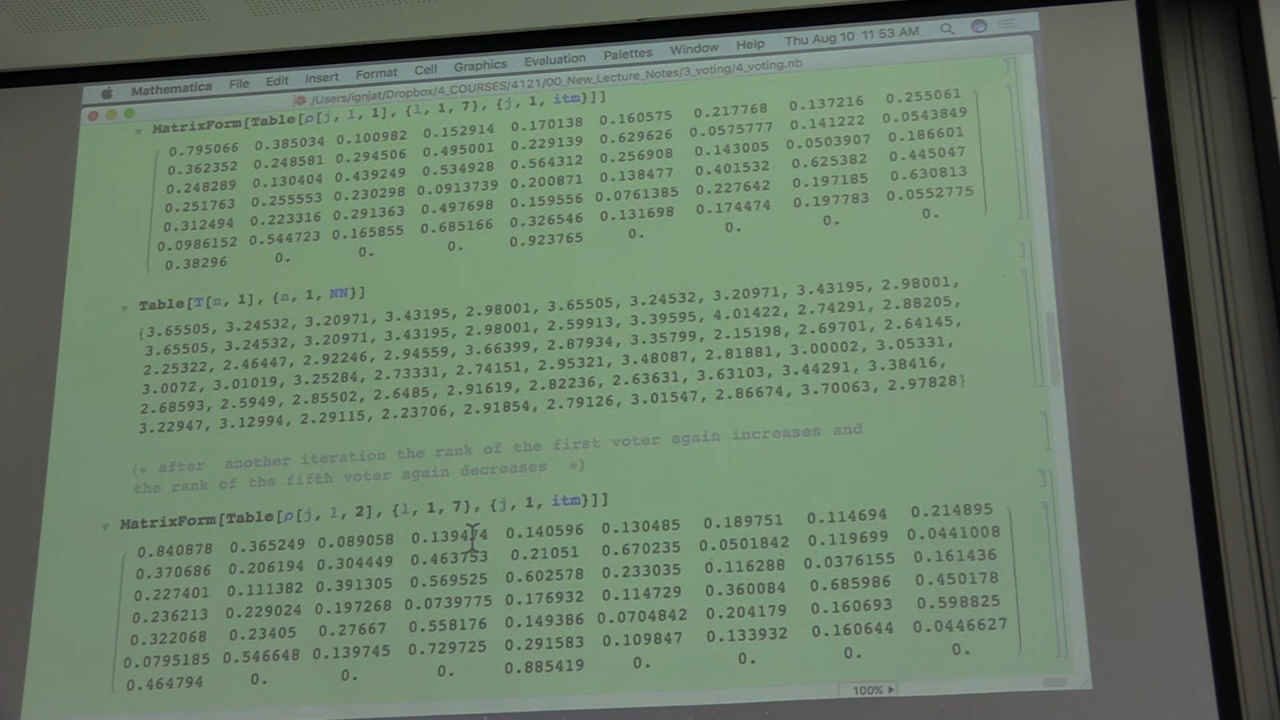 Mathematica File Edit Insert Format Cell Graphics Evaluation Palettes Window Help Thu Aug 10 11:53 AM
/Users/ignjat/Dropbox/4_COURSES/4121/00_New_Lecture_Notes/3_voting/4_voting.nb
MatrixForm[Table[ρ[j, l, 1], {l, 1, 7}, {j, 1, itm}]]
0.795066 0.385034 0.100982 0.152914 0.170138 0.160575 0.217768 0.137216 0.255061
0.362352 0.248581 0.294506 0.495001 0.229139 0.629626 0.0575777 0.141222 0.0543849
0.248289 0.130404 0.439249 0.534928 0.564312 0.256908 0.143005 0.0503907 0.186601
0.251763 0.255553 0.230298 0.0913739 0.200871 0.138477 0.401532 0.625382 0.445047
0.312494 0.223316 0.291363 0.497698 0.159556 0.0761385 0.227642 0.197185 0.630813
0.0986152 0.544723 0.165855 0.685166 0.326546 0.131698 0.174474 0.197783 0.0552775
0.38296 0. 0. 0. 0.923765 0. 0. 0. 0.
Table[T[n, 1], {n, 1, NN}]
{3.65505, 3.24532, 3.20971, 3.43195, 2.98001, 3.65505, 3.24532, 3.20971, 3.43195, 2.98001,
3.65505, 3.24532, 3.20971, 3.43195, 2.98001, 2.59913, 3.39595, 4.01422, 2.74291, 2.88205,
2.25322, 2.46447, 2.92246, 2.94559, 3.66399, 2.87934, 3.35799, 2.15198, 2.69701, 2.64145,
3.0072, 3.01019, 3.25284, 2.73331, 2.74151, 2.95321, 3.48087, 2.81881, 3.00002, 3.05331,
2.68593, 2.5949, 2.85502, 2.6485, 2.91619, 2.82236, 2.63631, 3.63103, 3.44291, 3.38416,
3.22947, 3.12994, 2.29115, 2.23706, 2.91854, 2.79126, 3.01547, 2.86674, 3.70063, 2.97828}
(* after another iteration the rank of the first voter again increases and
the rank of the fifth voter again decreases *)
MatrixForm[Table[ρ[j, l, 2], {l, 1, 7}, {j, 1, itm}]]
0.840878 0.365249 0.089058 0.139474 0.140596 0.130485 0.189751 0.114694 0.214895
0.370686 0.206194 0.304449 0.463753 0.21051 0.670235 0.0501842 0.119699 0.0441008
0.227401 0.111382 0.391305 0.569525 0.602578 0.233035 0.116288 0.0376155 0.161436
0.236213 0.229024 0.197268 0.0739775 0.176932 0.114729 0.360084 0.685986 0.450178
0.322068 0.23405 0.27667 0.558176 0.149386 0.0704842 0.204179 0.160693 0.598825
0.0795185 0.546648 0.139745 0.729725 0.291583 0.109847 0.133932 0.160644 0.0446627
0.464794 0. 0. 0. 0.885419 0. 0. 0. 0.
100%